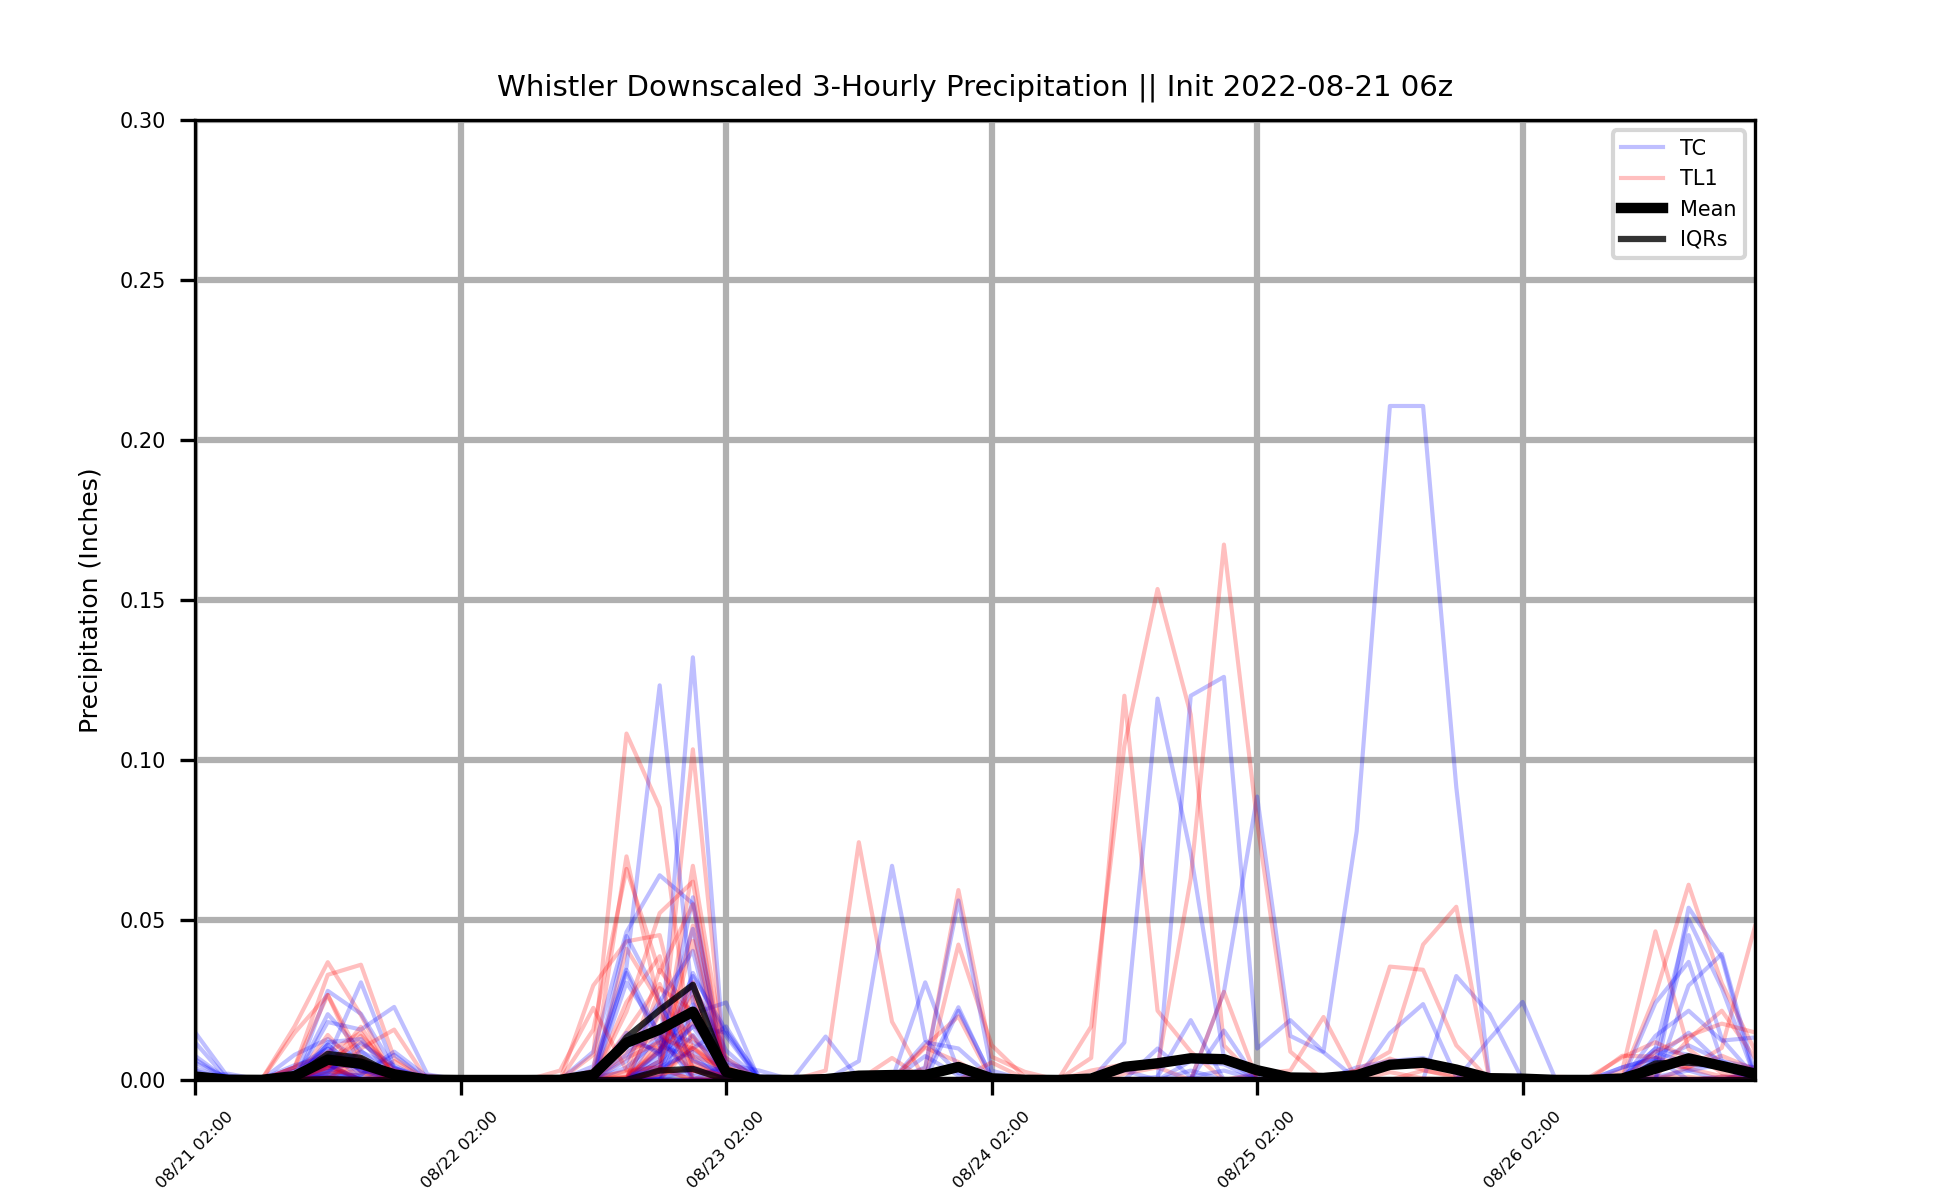 Whistler Downscaled 3-Hourly Precipitation || Init 2022-08-21 06z
TC
TL1
Mean
IQRs
Precipitation (Inches)
0.30
0.25
0.20
0.15
0.10
0.05
0.00
08/21 02:00
08/22 02:00
08/23 02:00
08/24 02:00
08/25 02:00
08/26 02:00